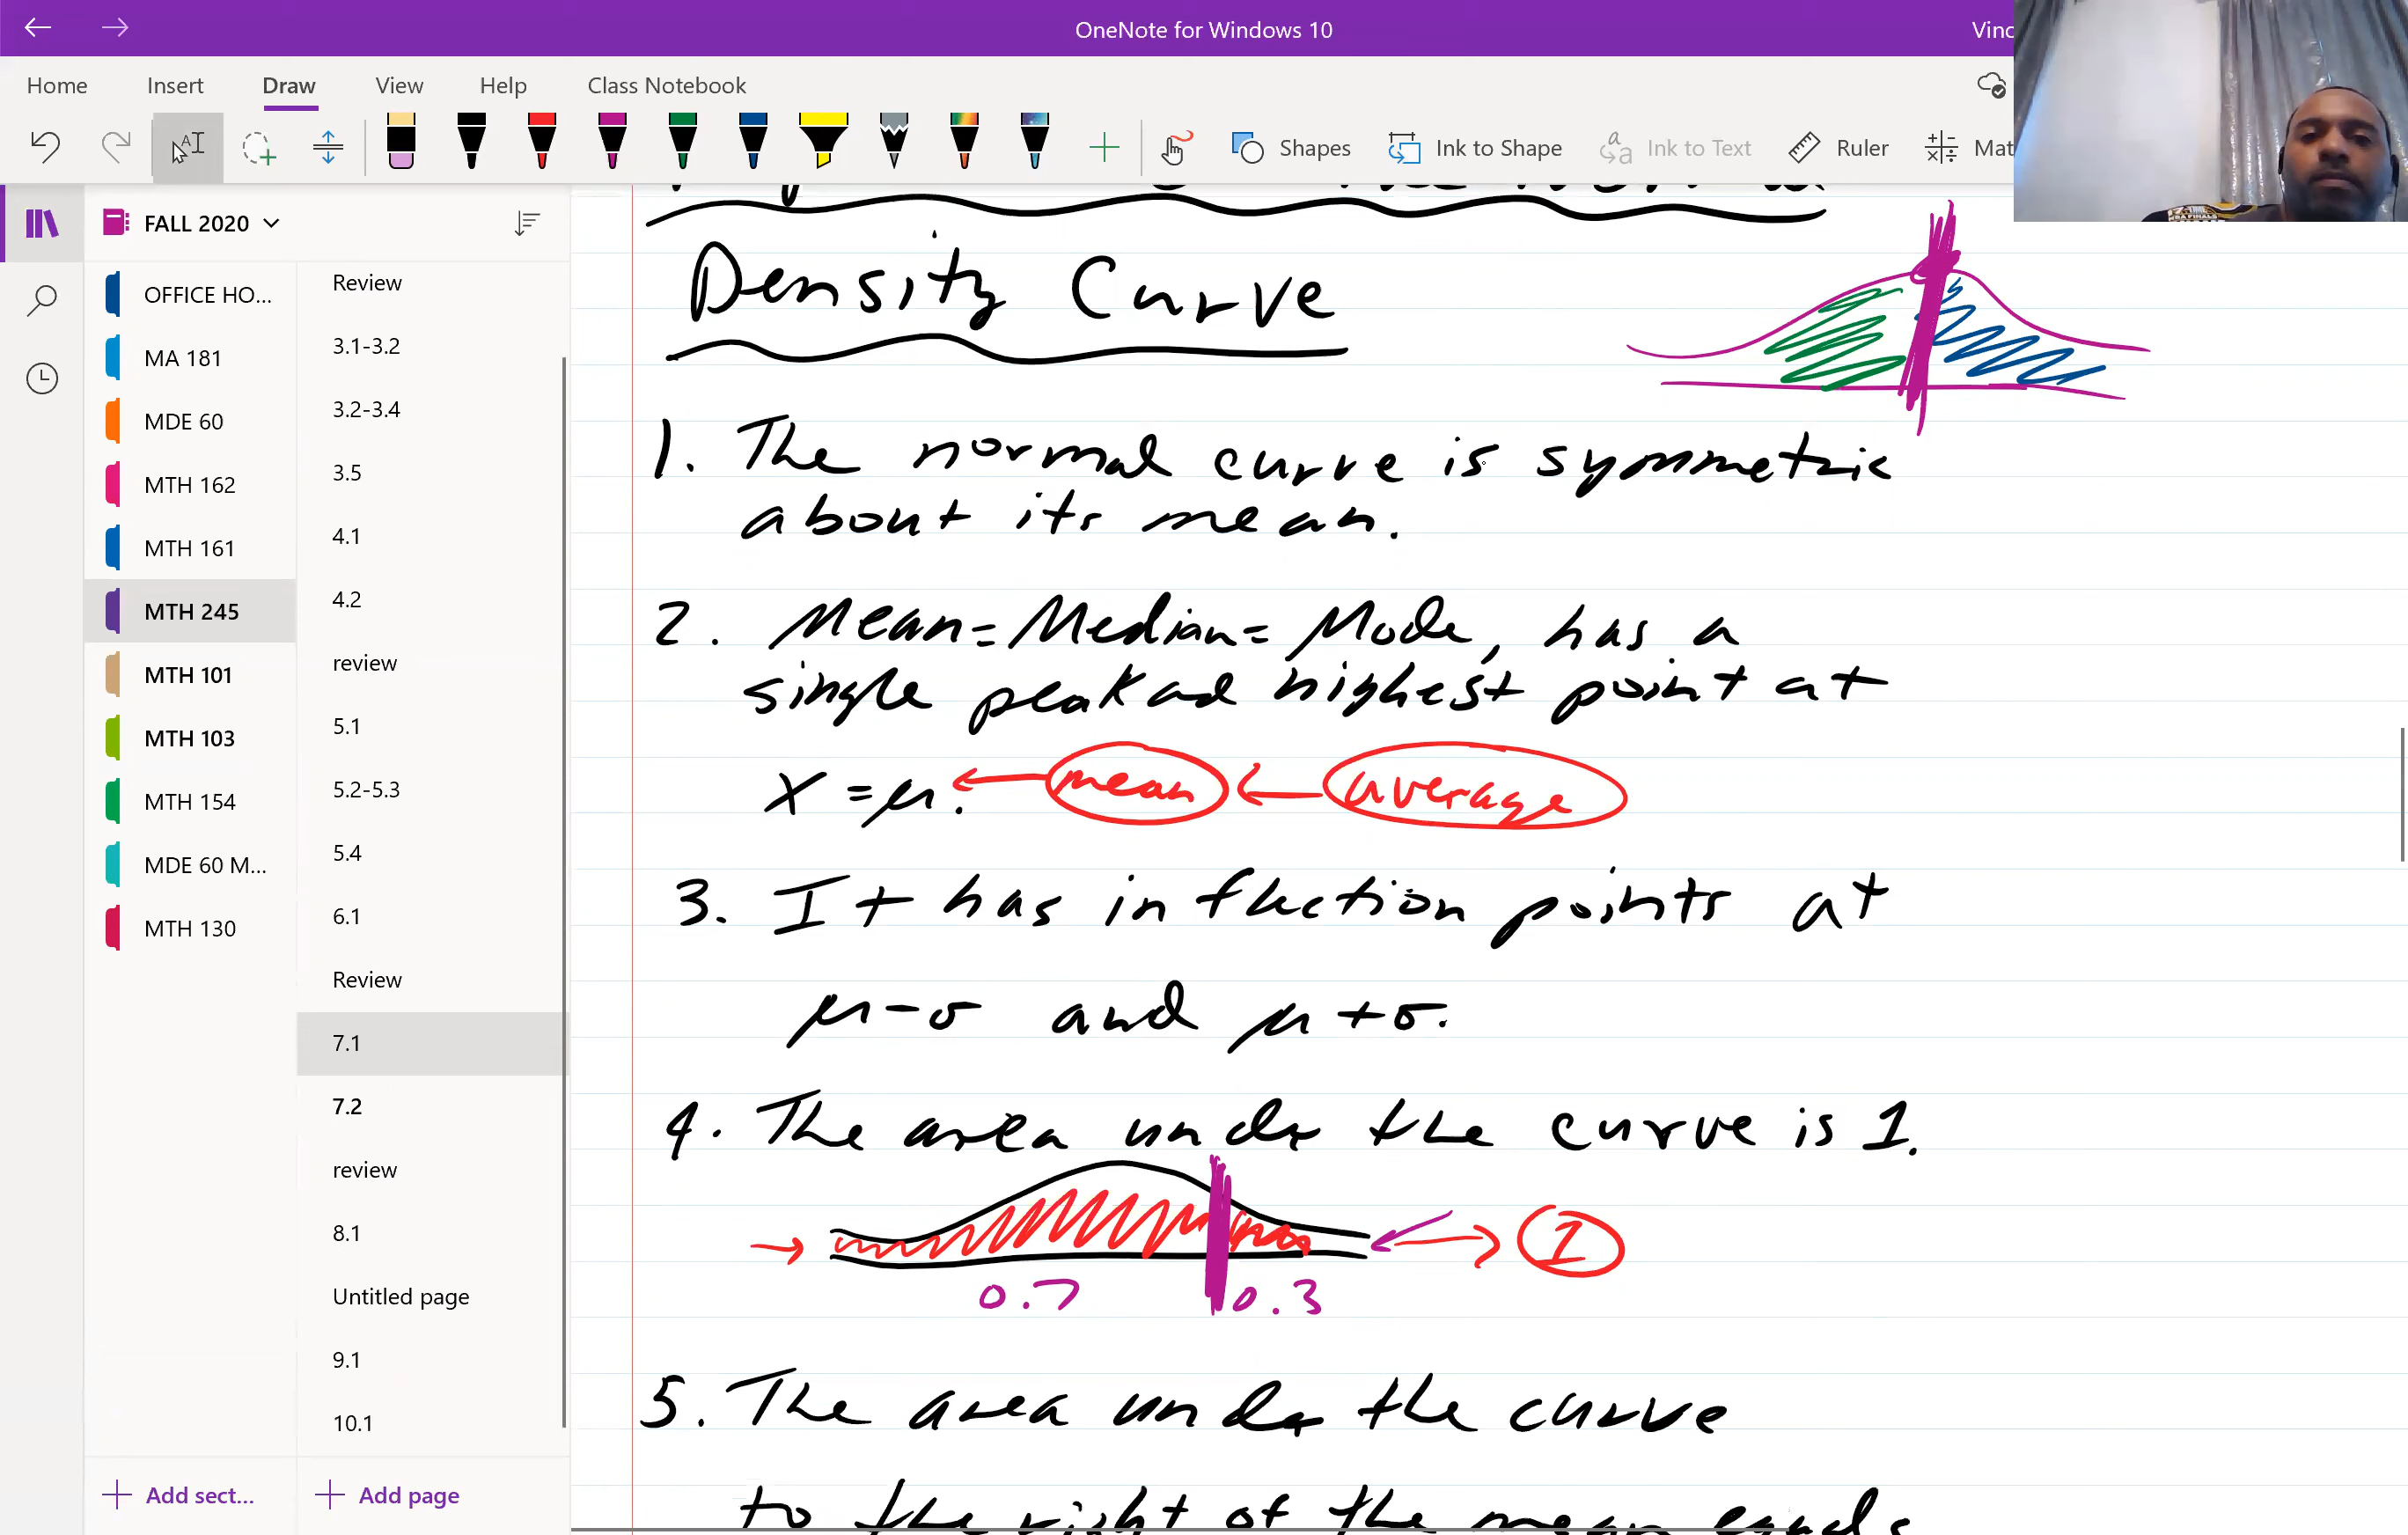 OneNote for Windows 10
Vinc
Home Insert Draw View Help Class Notebook
Shapes Ink to Shape Ink to Text Ruler Mat
FALL 2020
OFFICE HO...
MA 181
MDE 60
MTH 162
MTH 161
MTH 245
MTH 101
MTH 103
MTH 154
MDE 60 M...
MTH 130
Add sect...
Review
3.1-3.2
3.2-3.4
3.5
4.1
4.2
review
5.1
5.2-5.3
5.4
6.1
Review
7.1
7.2
review
8.1
Untitled page
9.1
10.1
Add page
Density Curve
1. The normal curve is symmetric
about its mean.
2. Mean = Median = Mode, has a
single peak ad highest point at
x = μ. ← mean ← average
3. It has inflection points at
μ-σ and μ+σ.
4. The area under the curve is 1.
→ ← → 1
0.7 0.3
5. The area under the curve
to the right of the mean equals